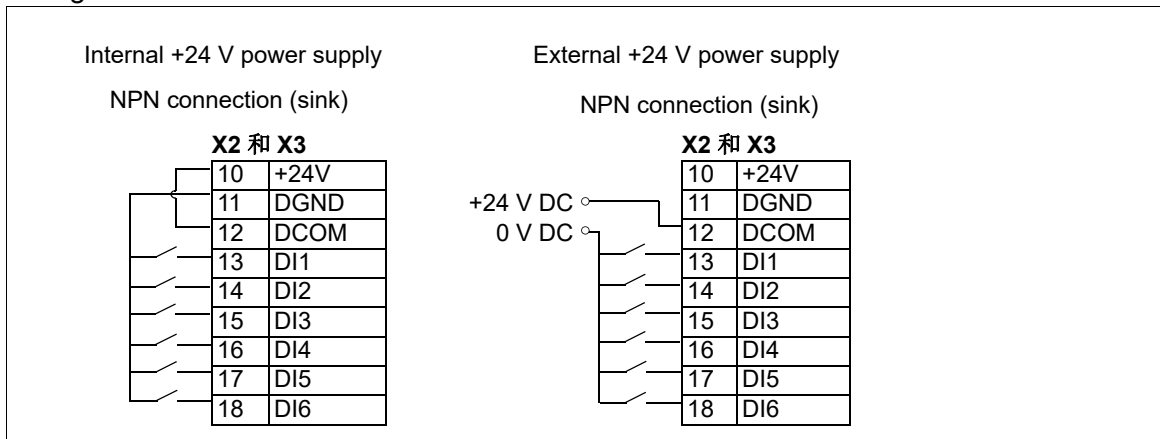 Internal +24 V power supply
NPN connection (sink)
X2 和 X3
10 +24V
11 DGND
12 DCOM
13 DI1
14 DI2
15 DI3
16 DI4
17 DI5
18 DI6
External +24 V power supply
NPN connection (sink)
X2 和 X3
+24 V DC
0 V DC
10 +24V
11 DGND
12 DCOM
13 DI1
14 DI2
15 DI3
16 DI4
17 DI5
18 DI6